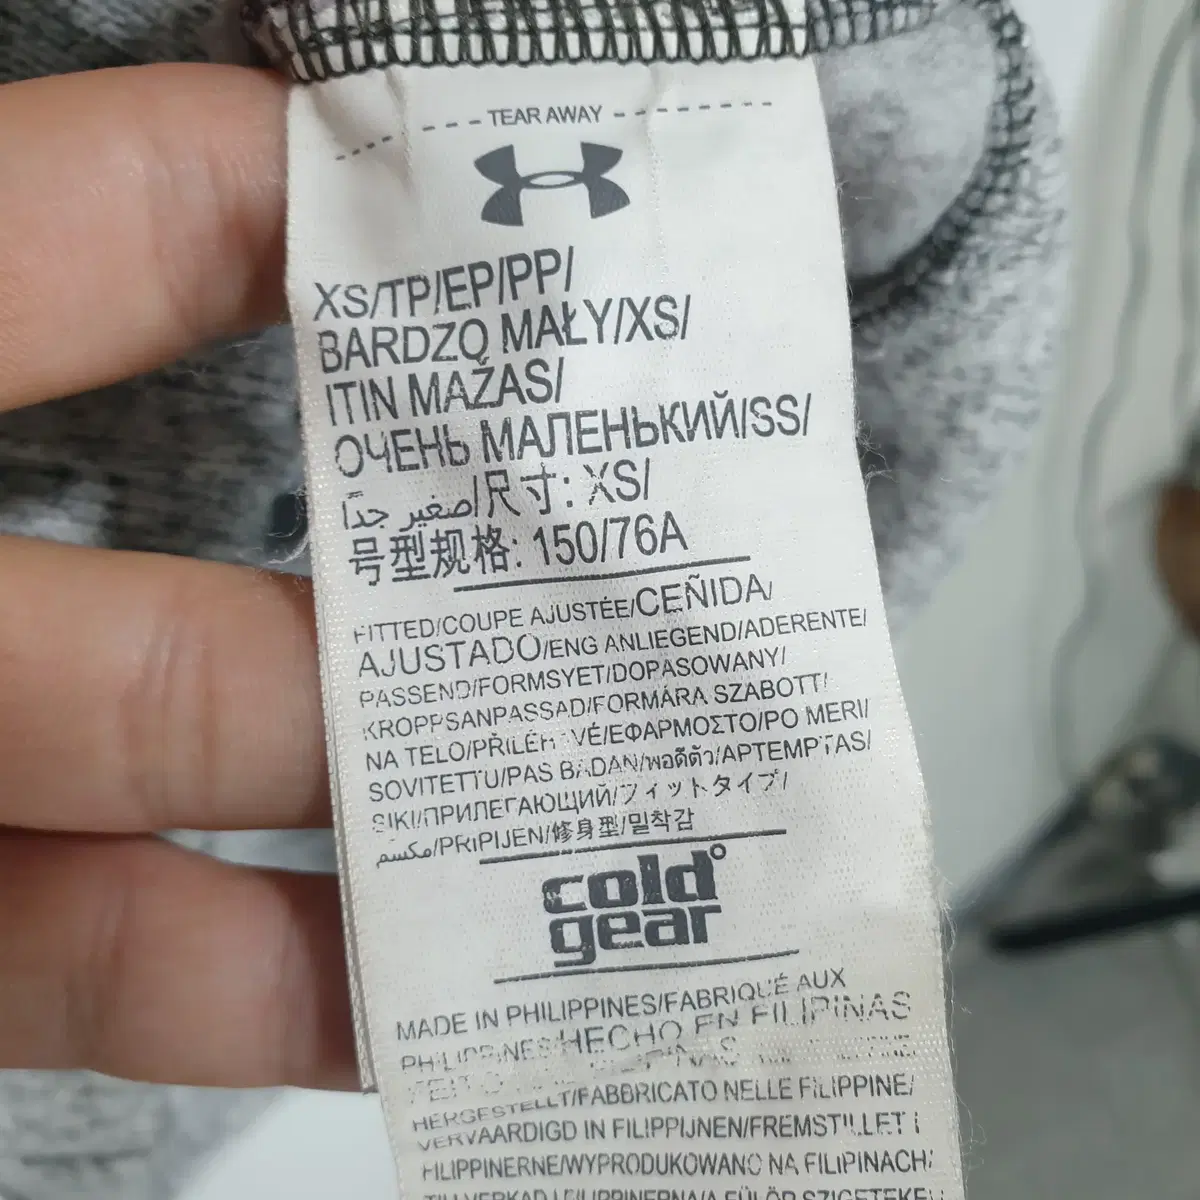 TEAR AWAY
XS/TP/EP/PP/
BARDZO MAŁY/XS/
ITIN MAŽAS/
ОЧЕНЬ МАЛЕНЬКИЙ/SS/
صغير جدًا/尺寸: XS/
号型规格: 150/76A
FITTED/COUPE AJUSTÉE/CEÑIDA/
AJUSTADO/ENG ANLIEGEND/ADERENTE/
PASSEND/FORMSYET/DOPASOWANY/
KROPPSANPASSAD/FORMÁRA SZABOTT/
NA TELO/PŘILÉHAVÉ/ΕΦΑΡΜΟΣΤΟ/PO MERI/
SOVITETTU/PAS BADAN/พอดีตัว/APTEMPTAS/
SIKI/ПРИЛЕГАЮЩИЙ/フィットタイプ/
مكسم/PRIPIJEN/修身型/밀착감
cold
gear
MADE IN PHILIPPINES/FABRIQUÉ AUX
PHILIPPINES/HECHO EN FILIPINAS
FEITO
HERGESTELLT/FABBRICATO NELLE FILIPPINE/
VERVAARDIGD IN FILIPPIJNEN/FREMSTILLET I
FILIPPINERNE/WYPRODUKOWANO NA FILIPINACH/